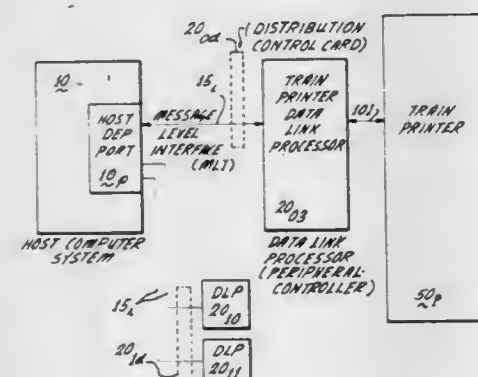 20od
(DISTRIBUTION
CONTROL CARD)
10
HOST
DEP
PORT
10p
HOST COMPUTER
SYSTEM
15i
MESSAGE
LEVEL
INTERFACE
(MLI)
TRAIN
PRINTER
DATA
LINK
PROCESSOR
2003
DATA LINK
PROCESSOR
(PERIPHERAL-
CONTROLLER)
101
TRAIN
PRINTER
50p
15i
DLP
2010
201d
DLP
2011